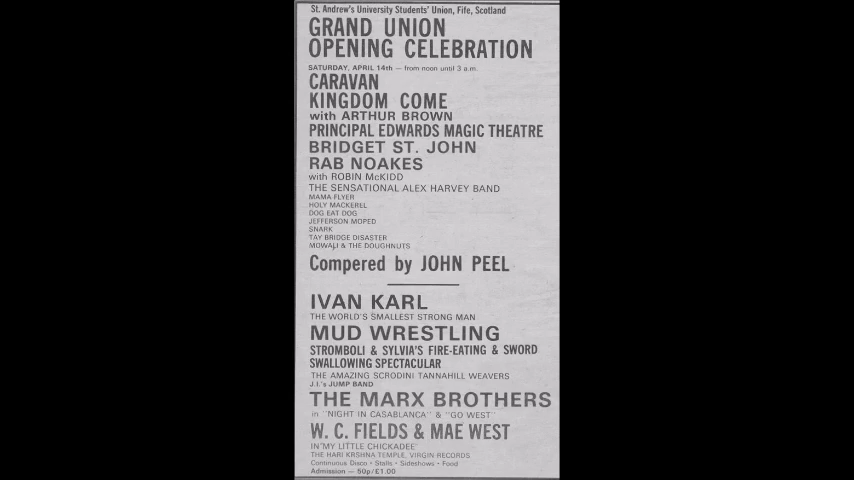 St. Andrew's University Students' Union, Fife, Scotland
GRAND UNION
OPENING CELEBRATION
SATURDAY, APRIL 14th — from noon until 3 a.m.
CARAVAN
KINGDOM COME
with ARTHUR BROWN
PRINCIPAL EDWARDS MAGIC THEATRE
BRIDGET ST. JOHN
RAB NOAKES
with ROBIN McKIDD
THE SENSATIONAL ALEX HARVEY BAND
MAMA FLYER
HOLY MACKEREL
DOG EAT DOG
JEFFERSON MOPED
SNARK
TAY BRIDGE DISASTER
MOWALI & THE DOUGHNUTS
Compered by JOHN PEEL
IVAN KARL
THE WORLD'S SMALLEST STRONG MAN
MUD WRESTLING
STROMBOLI & SYLVIA'S FIRE-EATING & SWORD
SWALLOWING SPECTACULAR
THE AMAZING SCRODINI TANNAHILL WEAVERS
J.I.'s JUMP BAND
THE MARX BROTHERS
in "NIGHT IN CASABLANCA" & "GO WEST"
W. C. FIELDS & MAE WEST
IN "MY LITTLE CHICKADEE"
THE HARI KRSHNA TEMPLE, VIRGIN RECORDS
Continuous Disco • Stalls • Sideshows • Food
Admission — 50p/£1.00